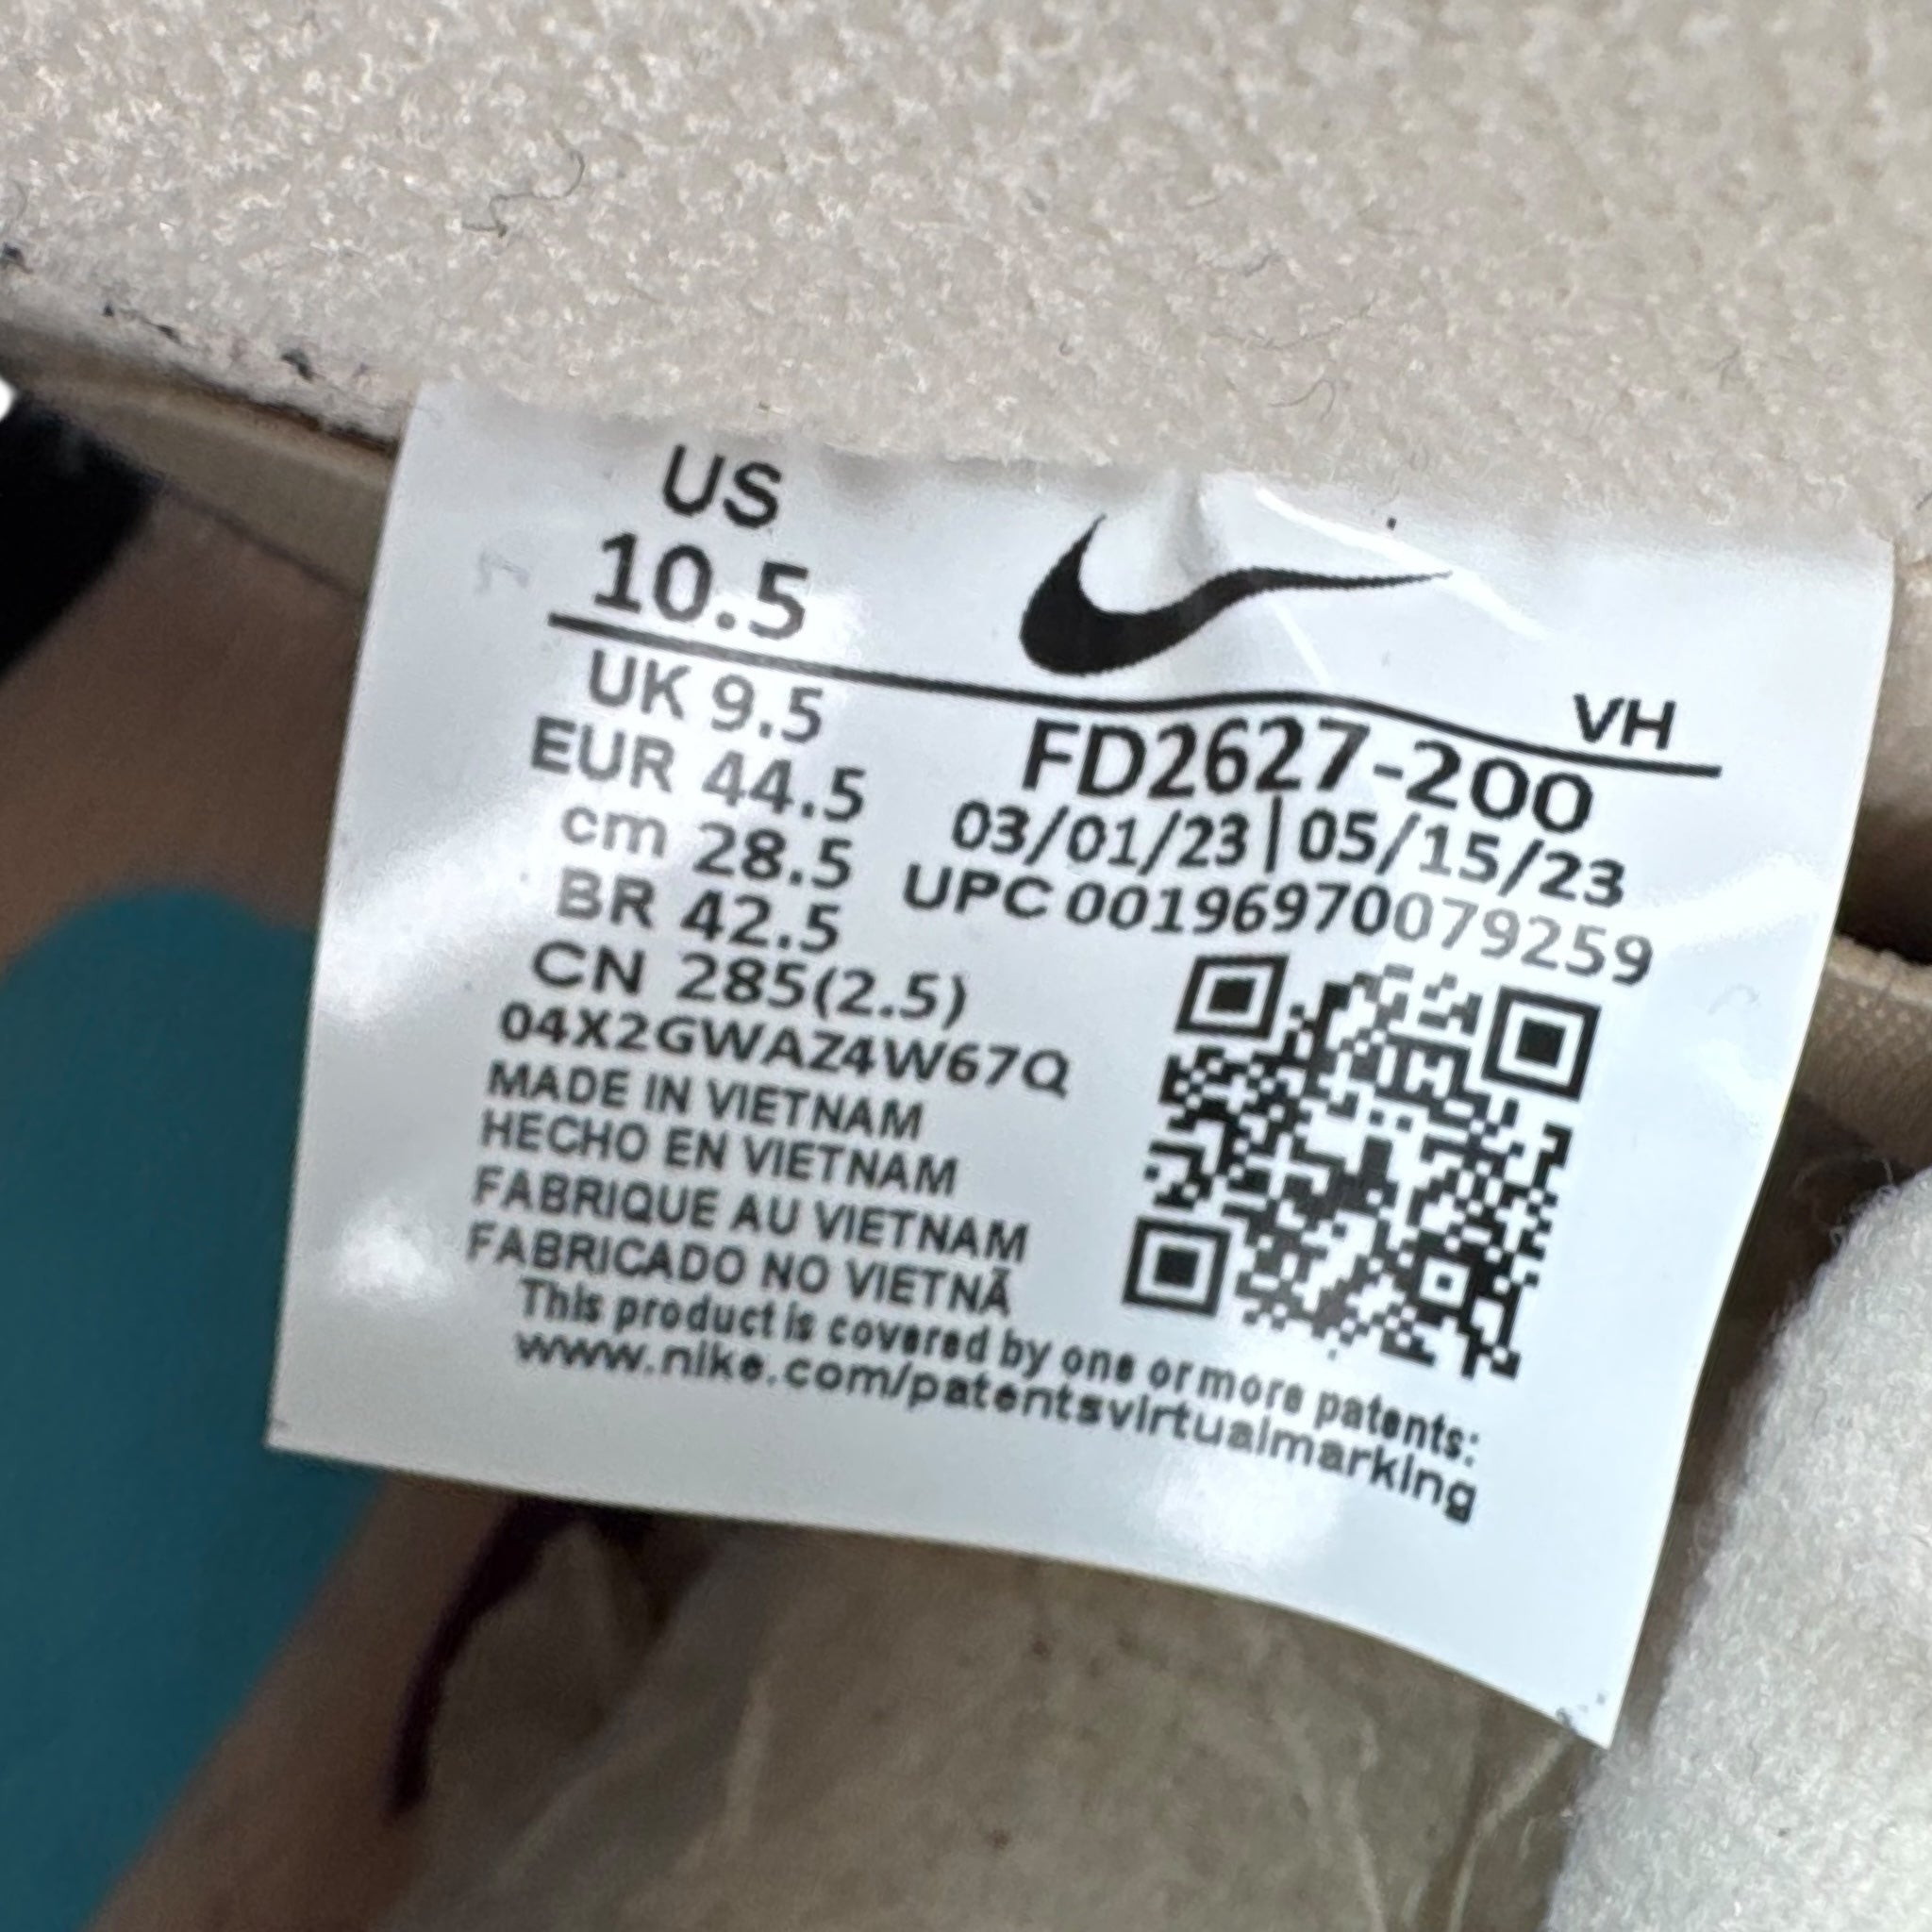 US
10.5
UK 9.5
EUR 44.5
cm 28.5
BR 42.5
CN 285(2.5)
04X2GWAZ4W67Q
VH
FD2627-200
03/01/23|05/15/23
UPC 00196970079259
MADE IN VIETNAM
HECHO EN VIETNAM
FABRIQUE AU VIETNAM
FABRICADO NO VIETNÃ
This product is covered by one or more patents:
www.nike.com/patentsvirtualmarking